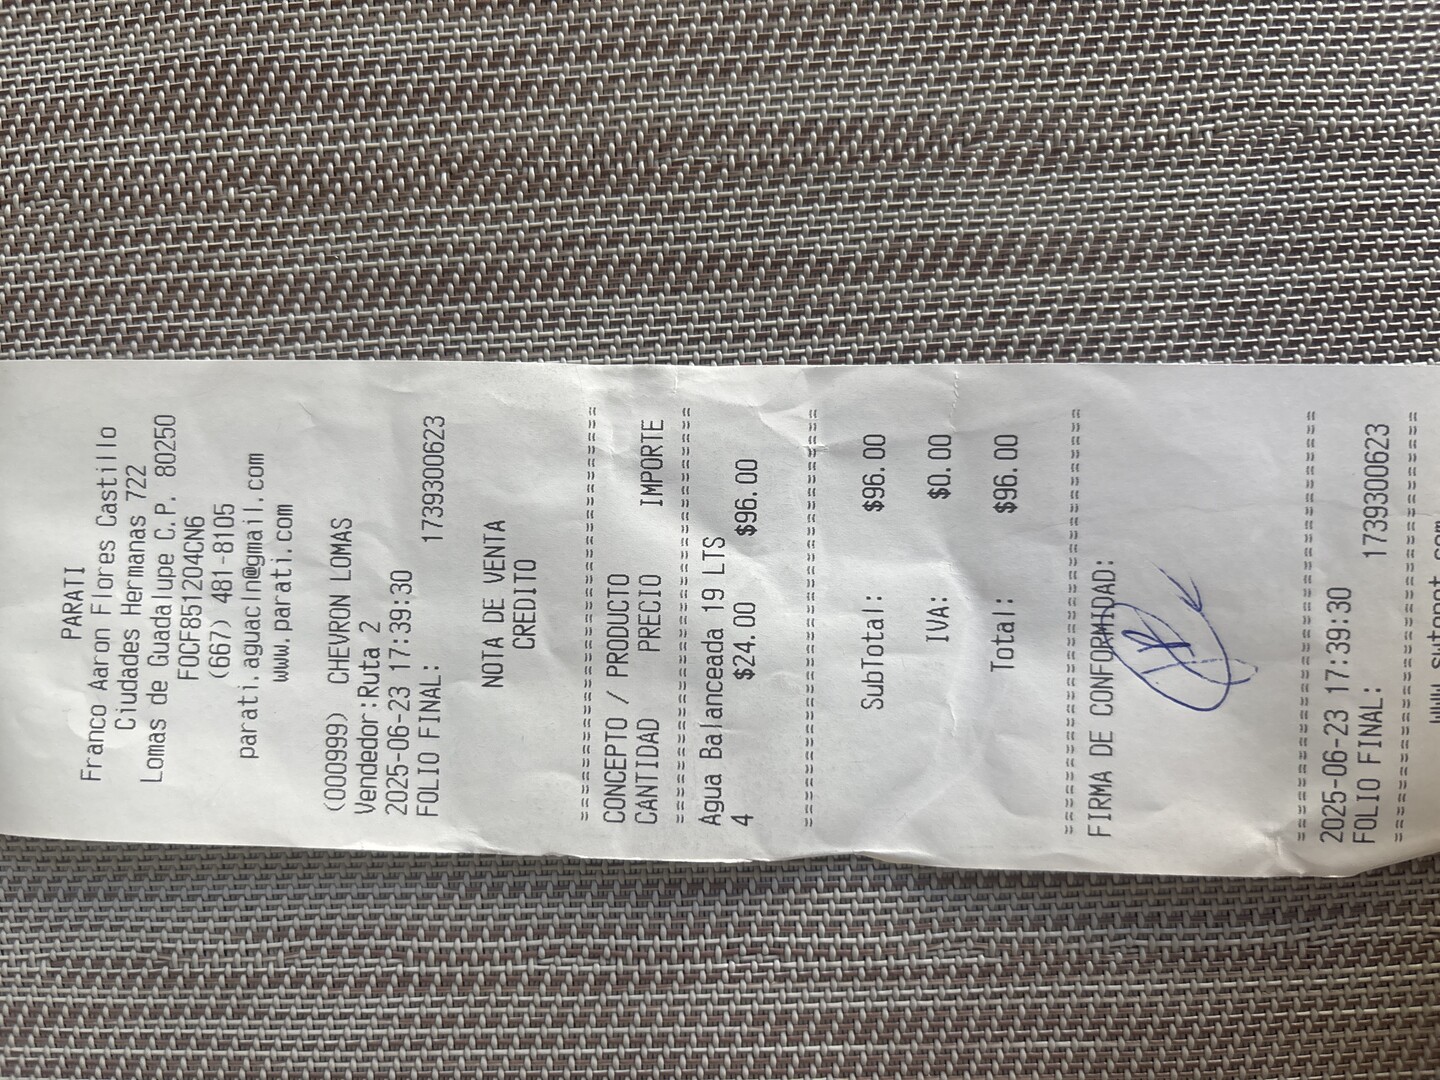 PARATI
Franco Aaron Flores Castillo
Ciudades Hermanas 722
Lomas de Guadalupe C.P. 80250
FOCF851204CN6
(667) 481-8105
parati.aguacln@gmail.com
www.parati.com
(000999) CHEVRON LOMAS
Vendedor:Ruta 2
2025-06-23 17:39:30
FOLIO FINAL: 1739300623
NOTA DE VENTA
CREDITO
==============================
CONCEPTO / PRODUCTO
CANTIDAD PRECIO IMPORTE
==============================
Agua Balanceada 19 LTS
4 $24.00 $96.00
==============================
SubTotal: $96.00
IVA: $0.00
Total: $96.00
==============================
FIRMA DE CONFORMIDAD:
==============================
2025-06-23 17:39:30
FOLIO FINAL: 1739300623
==============================